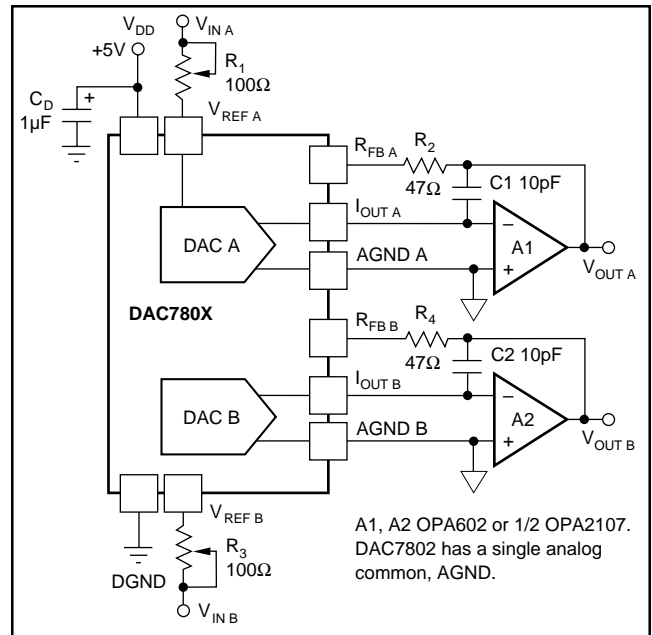 V_DD
+5V
C_D
+
1µF
V_IN A
R_1
100Ω
V_REF A
R_FB A
R_2
47Ω
C1 10pF
I_OUT A
DAC A
–
A1
+
AGND A
V_OUT A
DAC780X
R_FB B
R_4
47Ω
C2 10pF
I_OUT B
DAC B
–
A2
+
AGND B
V_OUT B
V_REF B
R_3
100Ω
DGND
V_IN B
A1, A2 OPA602 or 1/2 OPA2107.
DAC7802 has a single analog
common, AGND.